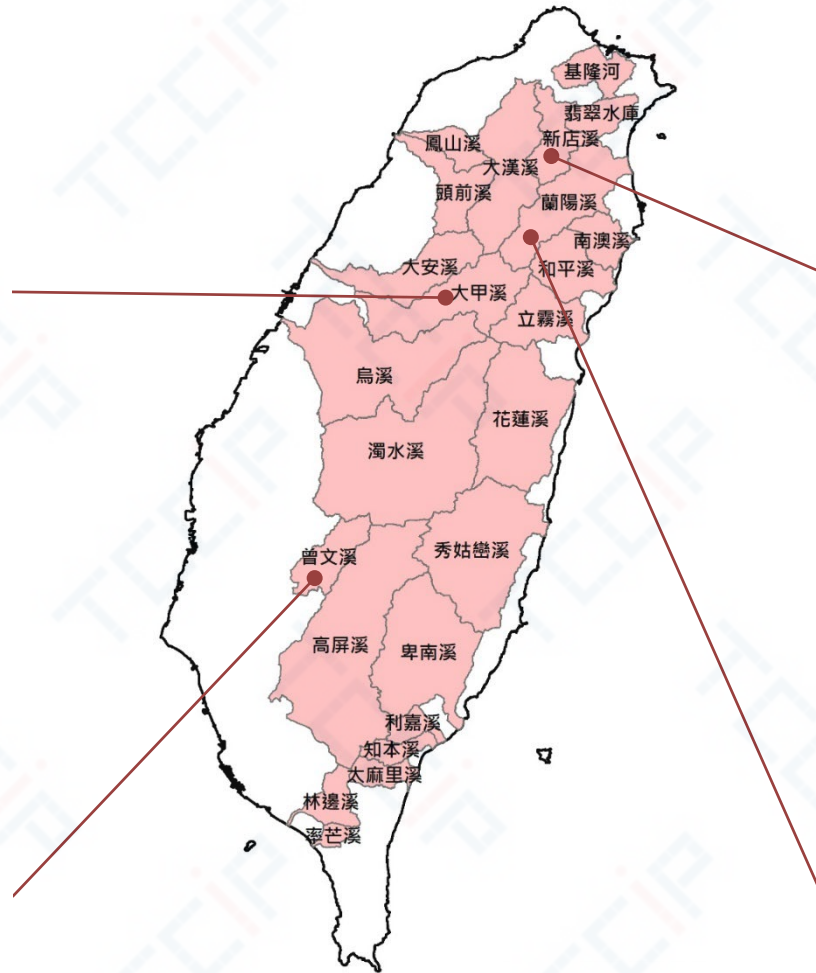 基隆河
翡翠水庫
新店溪
鳳山溪
大漢溪
頭前溪
蘭陽溪
南澳溪
大安溪
和平溪
大甲溪
立霧溪
烏溪
花蓮溪
濁水溪
秀姑巒溪
曾文溪
高屏溪
卑南溪
利嘉溪
知本溪
太麻里溪
林邊溪
率芒溪
TCCIP